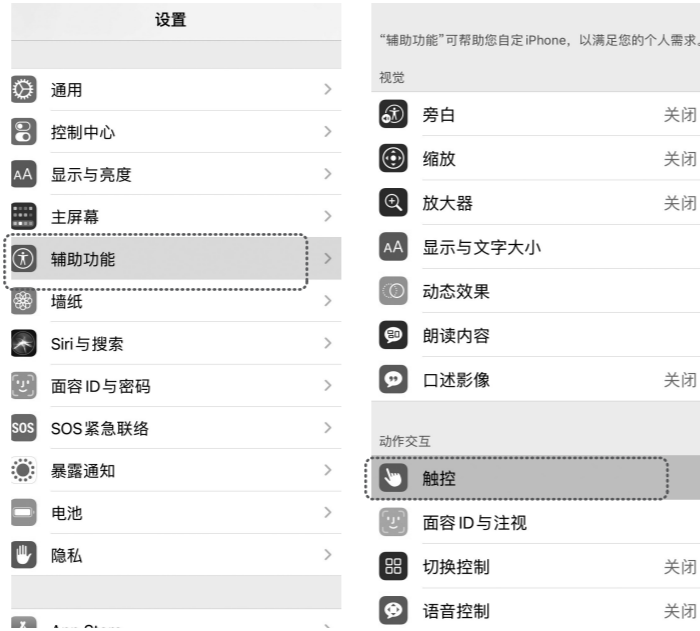 设置
通用
控制中心
AA 显示与亮度
主屏幕
辅助功能
墙纸
Siri与搜索
面容ID与密码
SOS SOS紧急联络
暴露通知
电池
隐私
“辅助功能”可帮助您自定iPhone，以满足您的个人需求。
视觉
旁白 关闭
缩放 关闭
放大器 关闭
AA 显示与文字大小
动态效果
朗读内容
口述影像 关闭
动作交互
触控
面容ID与注视
切换控制 关闭
语音控制 关闭